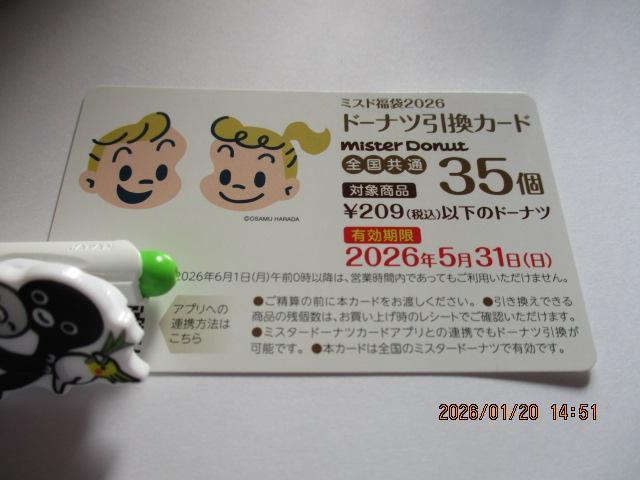 ミスド福袋2026
ドーナツ引換カード
mister Donut
全国共通
35個
対象商品
¥209(税込)以下のドーナツ
有効期限
2026年5月31日(日)
©OSAMU HARADA
2026年6月1日(月)午前0時以降は、営業時間内であってもご利用いただけません。
アプリへの
連携方法は
こちら
●ご精算の前に本カードをお渡しください。 ●引き換えできる
商品の残個数は、お買い上げ時のレシートでご確認いただけます。
●ミスタードーナツカードアプリとの連携でもドーナツ引換が
可能です。 ●本カードは全国のミスタードーナツで有効です。
JAPAN
2026/01/20 14:51